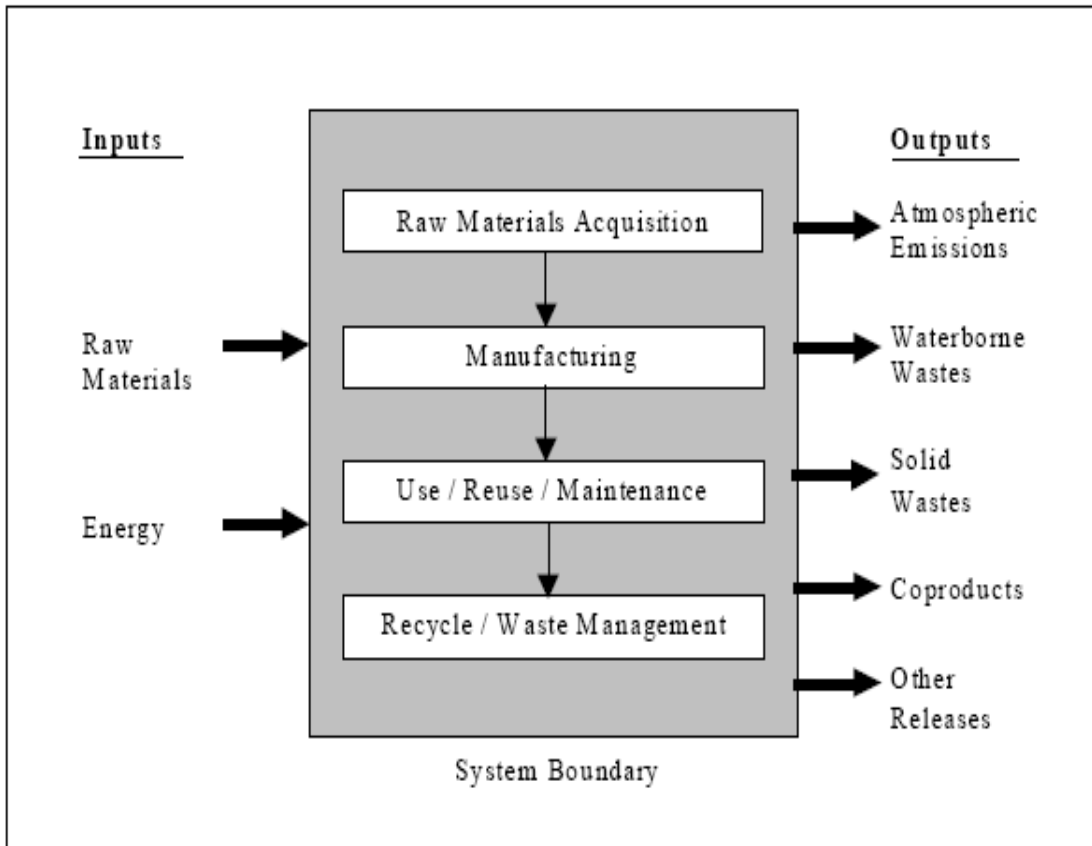 Inputs
Raw
Materials
Energy
Raw Materials Acquisition
Manufacturing
Use / Reuse / Maintenance
Recycle / Waste Management
System Boundary
Outputs
Atmospheric
Emissions
Waterborne
Wastes
Solid
Wastes
Coproducts
Other
Releases